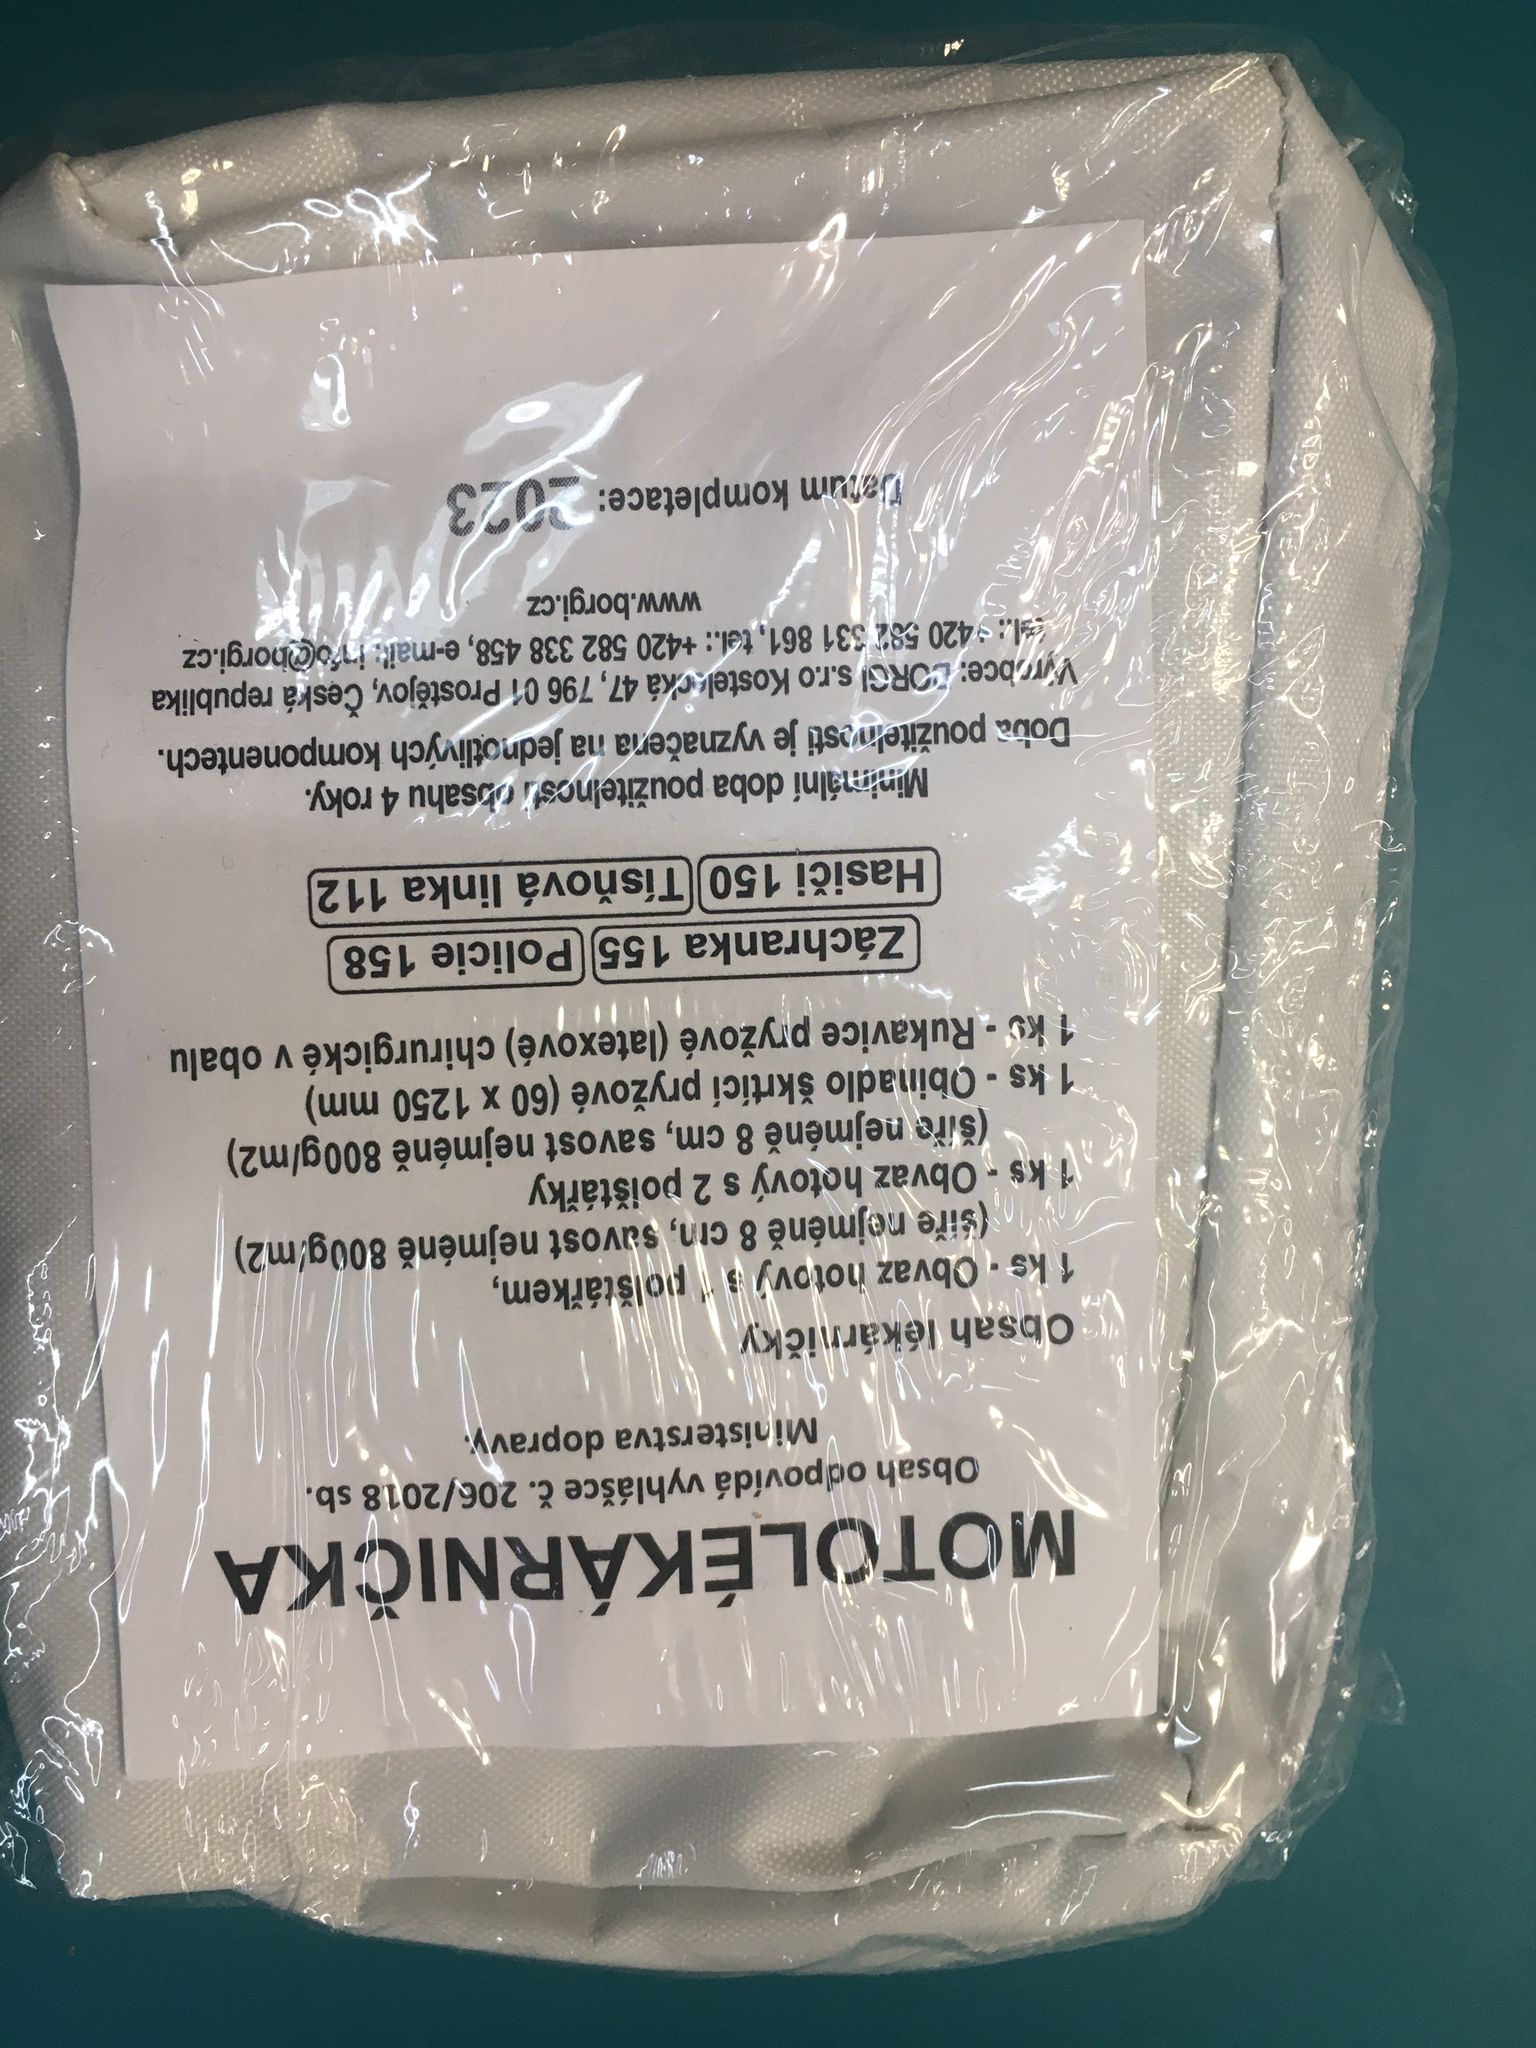 MOTOLÉKÁRNIČKA
Obsah odpovídá vyhlášce č. 206/2018 sb.
Ministerstva dopravy.
Obsah lékárničky
1 ks - Obvaz hotový s 1 polštářkem,
(šíře nejméně 8 cm, savost nejméně 800g/m2)
1 ks - Obvaz hotový s 2 polštářky
(šíře nejméně 8 cm, savost nejméně 800g/m2)
1 ks - Obinadlo škrtící pryžové (60 x 1250 mm)
1 ks - Rukavice pryžové (latexové) chirurgické v obalu
Záchranka 155 Policie 158
Hasiči 150 Tísňová linka 112
Minimální doba použitelnosti obsahu 4 roky.
Doba použitelnosti je vyznačena na jednotlivých komponentech.
Výrobce: BORGI s.r.o Kostelecká 47, 796 01 Prostějov, Česká republika
tel.: +420 582 331 861, tel.: +420 582 338 458, e-mail: info@borgi.cz
www.borgi.cz
Datum kompletace: 2023